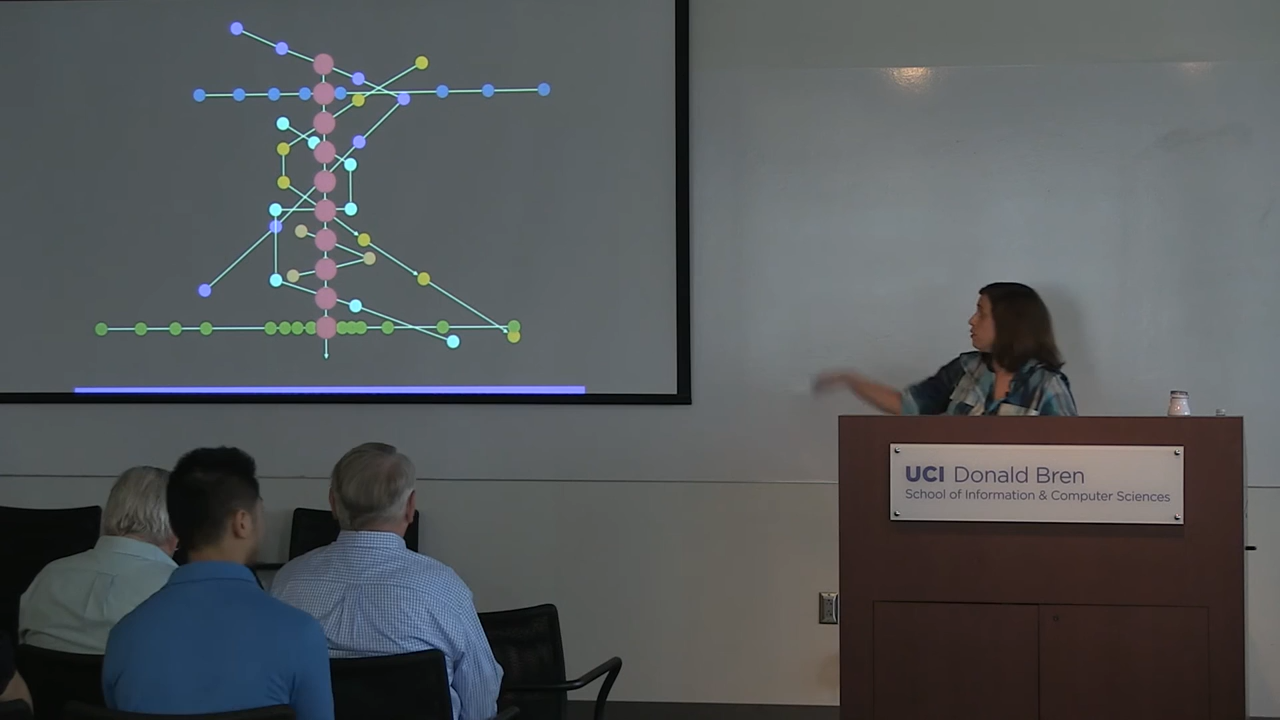 UCI Donald Bren
School of Information & Computer Sciences